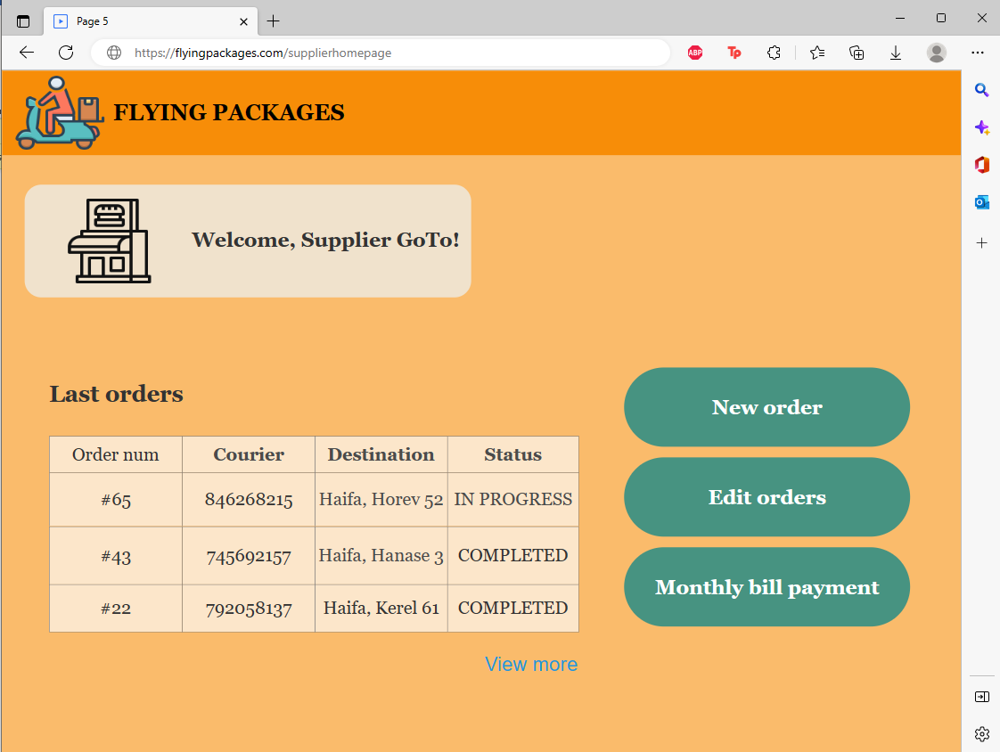 Page 5
https://flyingpackages.com/supplierhomepage
ABP
Tp
FLYING PACKAGES
Welcome, Supplier GoTo!
Last orders
Order num Courier Destination Status
#65 846268215 Haifa, Horev 52 IN PROGRESS
#43 745692157 Haifa, Hanase 3 COMPLETED
#22 792058137 Haifa, Kerel 61 COMPLETED
View more
New order
Edit orders
Monthly bill payment